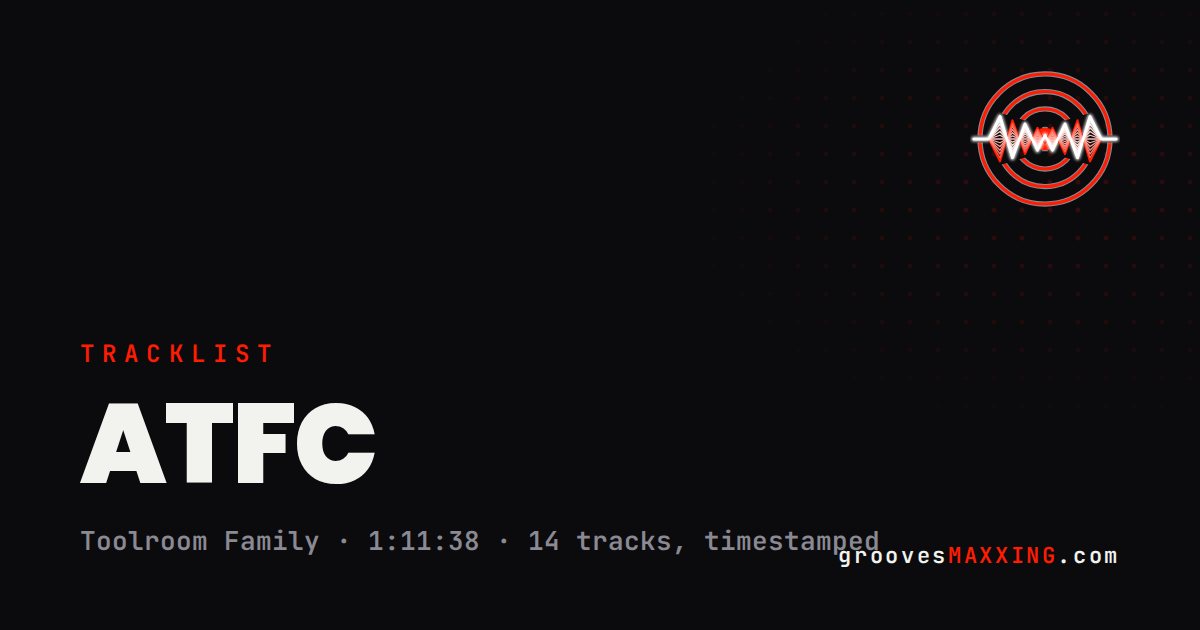 TRACKLIST
ATFC
Toolroom Family · 1:11:38 · 14 tracks, timestamped
groovesMAXXING.com